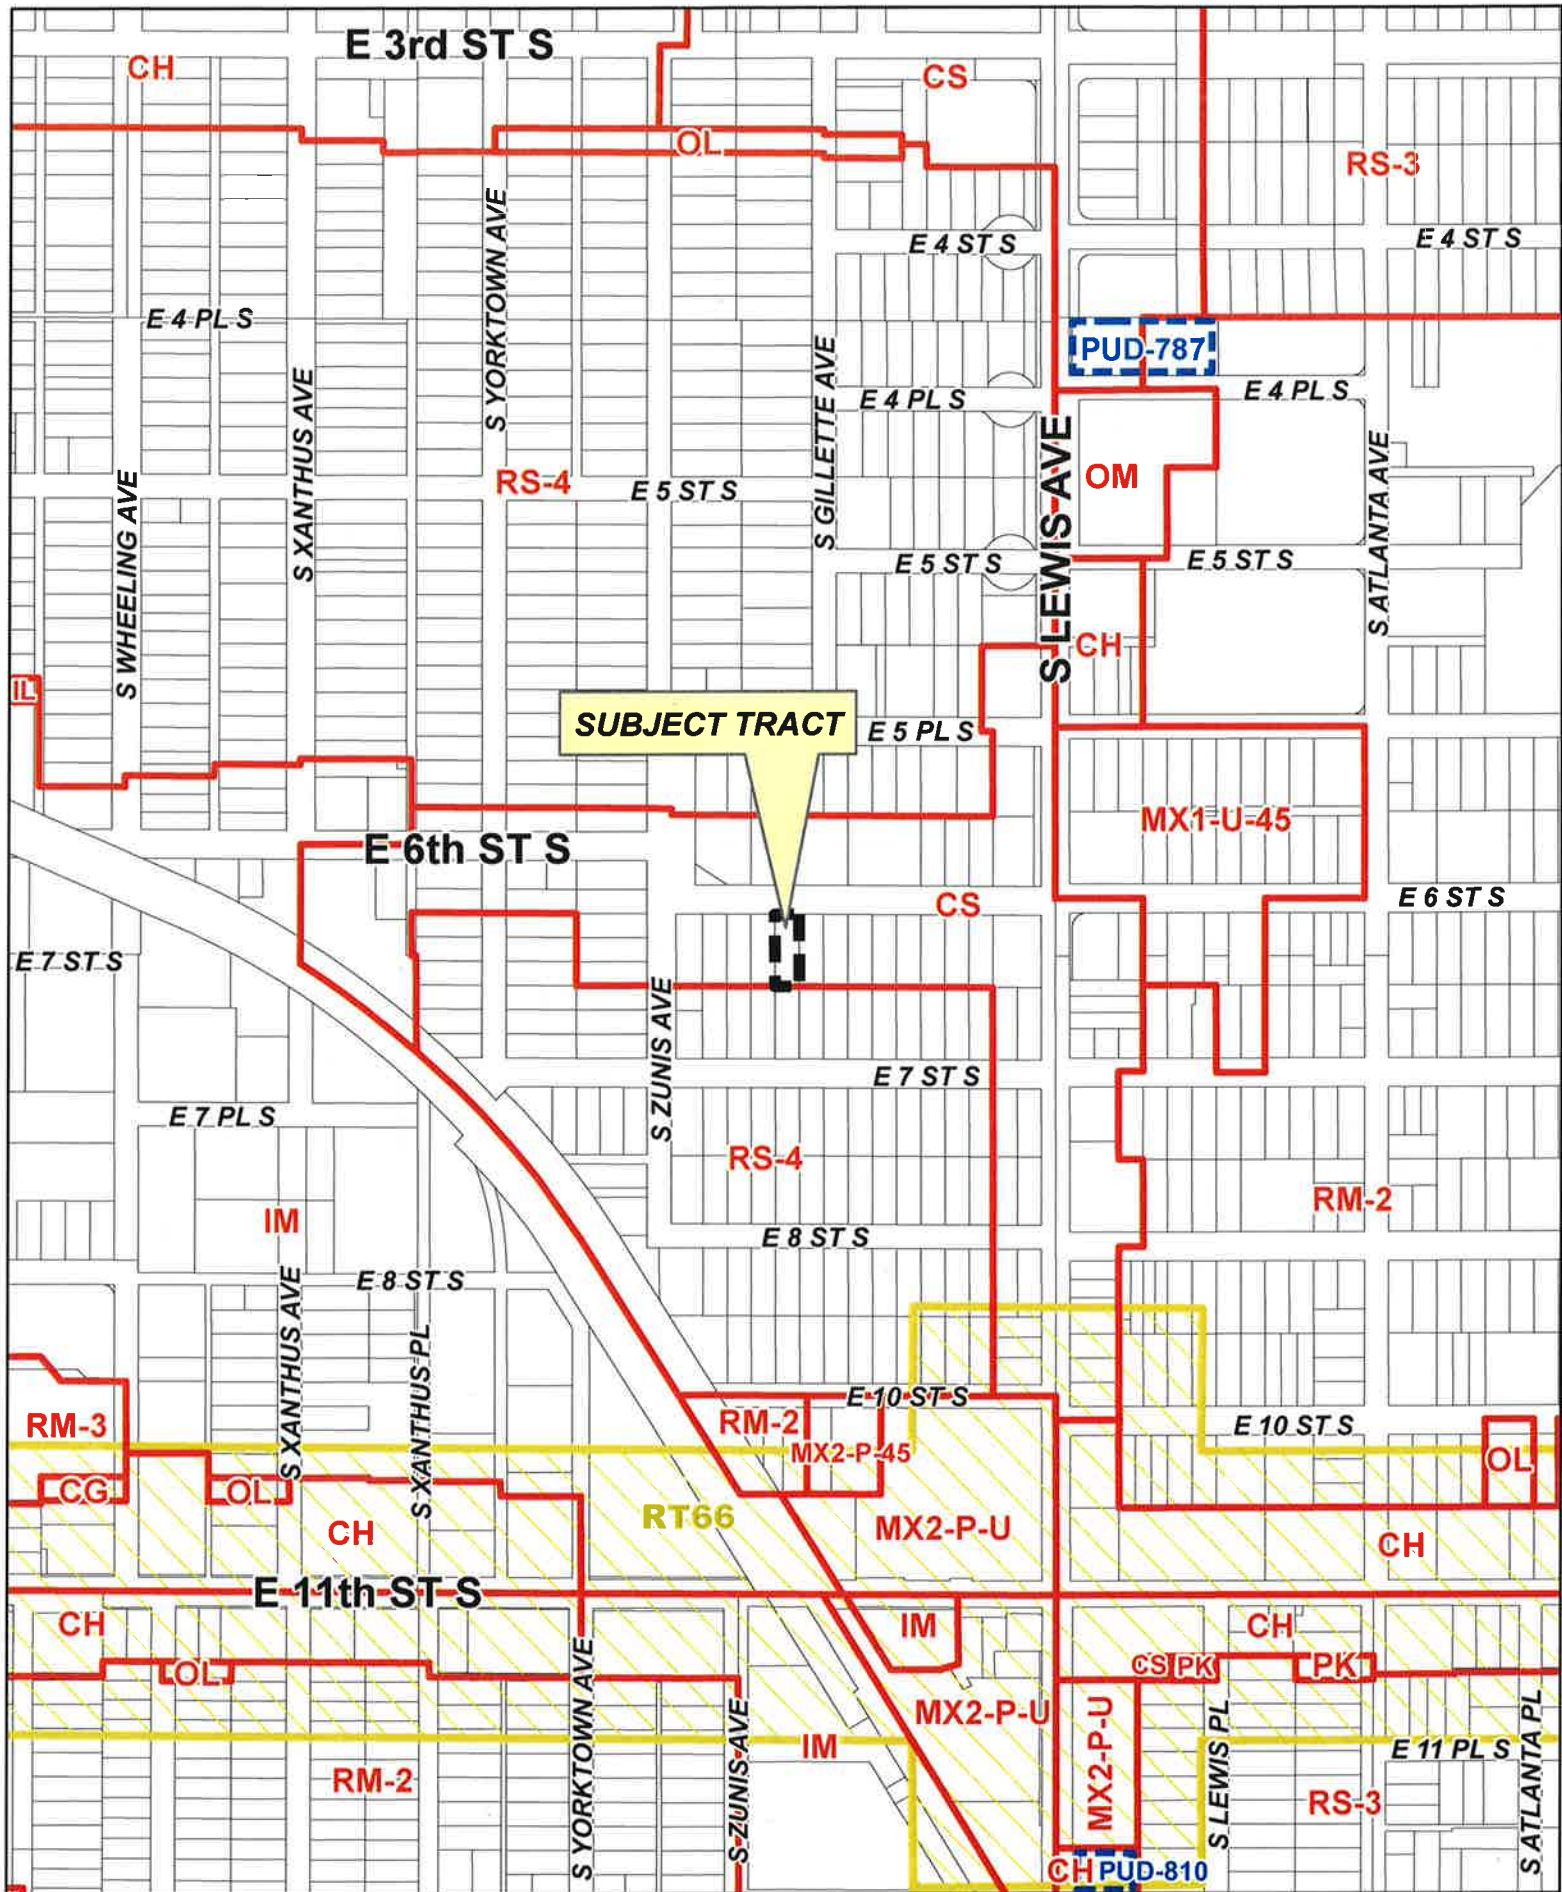 E 3rd ST S
CH
CS
OL
RS-3
S YORKTOWN AVE
E 4 ST S
E 4 ST S
E 4 PL S
PUD-787
S GILLETTE AVE
S XANTHUS AVE
E 4 PL S
E 4 PL S
S LEWIS AVE
S ATLANTA AVE
OM
S WHEELING AVE
RS-4
E 5 ST S
E 5 ST S
E 5 ST S
CH
IL
SUBJECT TRACT
E 5 PL S
MX1-U-45
E 6th ST S
CS
E 6 ST S
E 7 ST S
S ZUNIS AVE
E 7 ST S
E 7 PL S
RS-4
RM-2
IM
E 8 ST S
E 8 ST S
S XANTHUS AVE
S XANTHUS PL
RM-3
RM-2
E 10 ST S
E 10 ST S
MX2-P-45
OL
CG
OL
RT66
MX2-P-U
CH
CH
E 11th ST S
CH
IM
CH
OL
CS
PK
PK
S YORKTOWN AVE
S ZUNIS AVE
MX2-P-U
MX2-P-U
S LEWIS PL
S ATLANTA PL
IM
E 11 PL S
RM-2
RS-3
CH
PUD-810